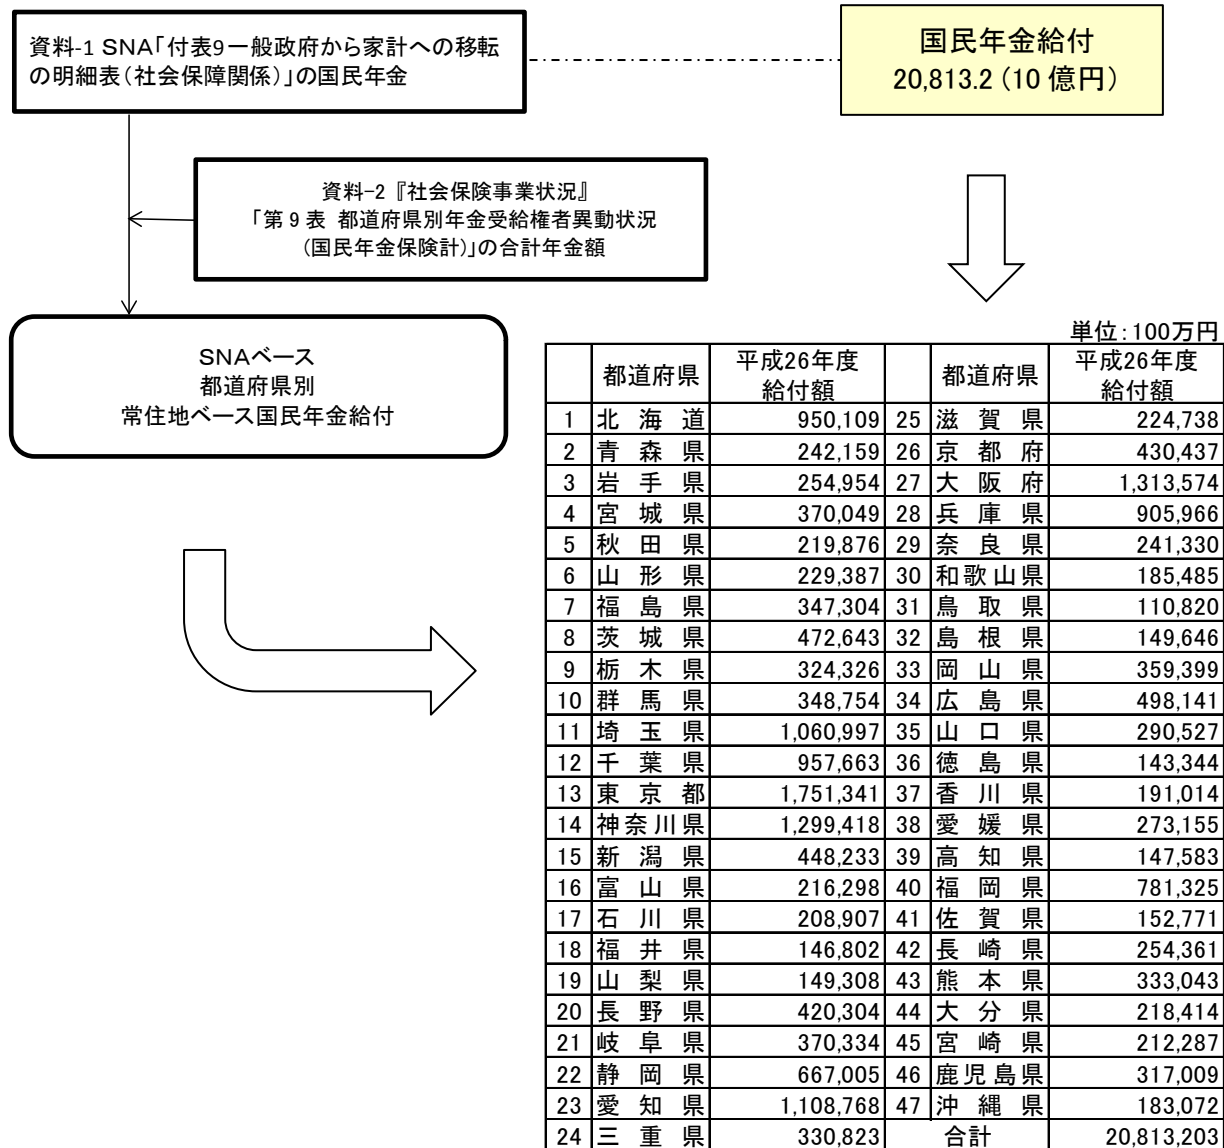 資料-1 SNA「付表9一般政府から家計への移転
の明細表(社会保障関係)」の国民年金
国民年金給付
20,813.2(10 億円)
資料-2『社会保険事業状況』
「第 9 表 都道府県別年金受給権者異動状況
(国民年金保険計)」の合計年金額
SNAベース
都道府県別
常住地ベース国民年金給付
単位:100万円
都道府県 平成26年度 都道府県 平成26年度
給付額 給付額
1 北海道 950,109 25 滋賀県 224,738
2 青森県 242,159 26 京都府 430,437
3 岩手県 254,954 27 大阪府 1,313,574
4 宮城県 370,049 28 兵庫県 905,966
5 秋田県 219,876 29 奈良県 241,330
6 山形県 229,387 30 和歌山県 185,485
7 福島県 347,304 31 鳥取県 110,820
8 茨城県 472,643 32 島根県 149,646
9 栃木県 324,326 33 岡山県 359,399
10 群馬県 348,754 34 広島県 498,141
11 埼玉県 1,060,997 35 山口県 290,527
12 千葉県 957,663 36 徳島県 143,344
13 東京都 1,751,341 37 香川県 191,014
14 神奈川県 1,299,418 38 愛媛県 273,155
15 新潟県 448,233 39 高知県 147,583
16 富山県 216,298 40 福岡県 781,325
17 石川県 208,907 41 佐賀県 152,771
18 福井県 146,802 42 長崎県 254,361
19 山梨県 149,308 43 熊本県 333,043
20 長野県 420,304 44 大分県 218,414
21 岐阜県 370,334 45 宮崎県 212,287
22 静岡県 667,005 46 鹿児島県 317,009
23 愛知県 1,108,768 47 沖縄県 183,072
24 三重県 330,823 合計 20,813,203